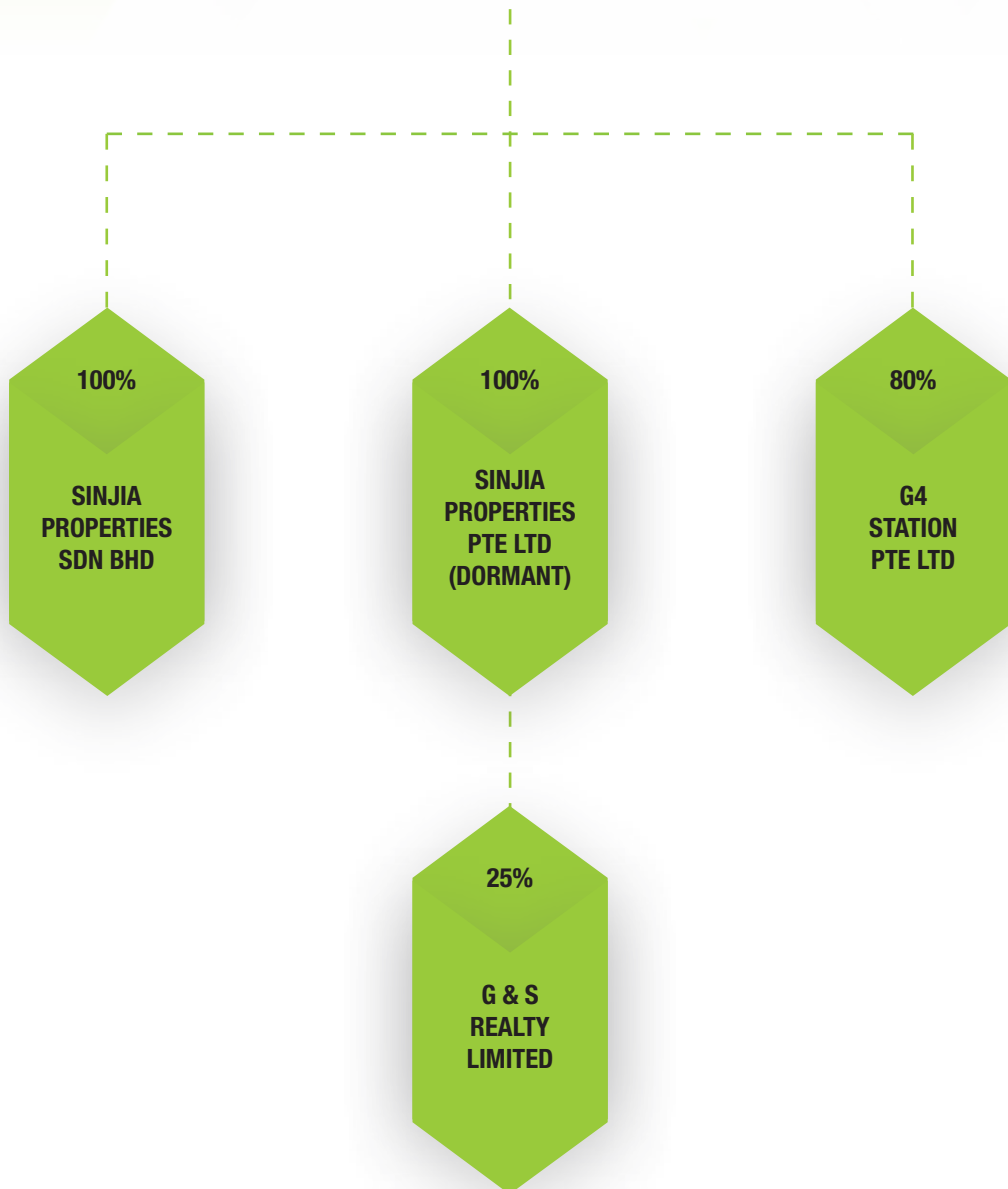 100%
SINJIA
PROPERTIES
SDN BHD
100%
SINJIA
PROPERTIES
PTE LTD
(DORMANT)
80%
G4
STATION
PTE LTD
25%
G & S
REALTY
LIMITED